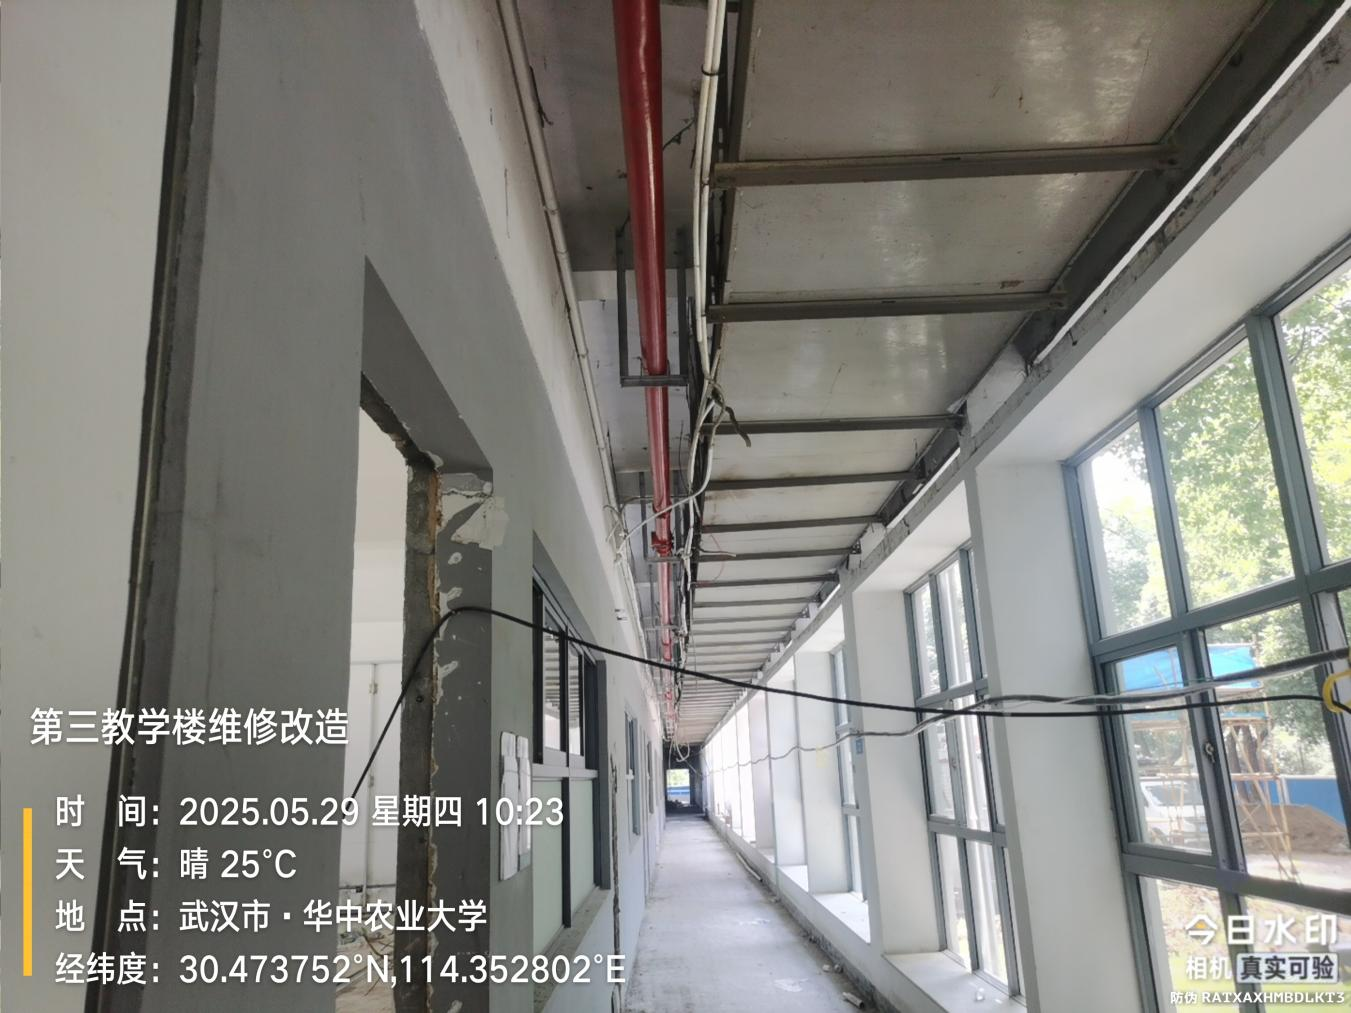 第三教学楼维修改造
时 间：2025.05.29 星期四 10:23
天 气：晴 25°C
地 点：武汉市·华中农业大学
经纬度：30.473752°N,114.352802°E
今日水印
相机 真实可验
防伪 RATXAXHMBDLKT3